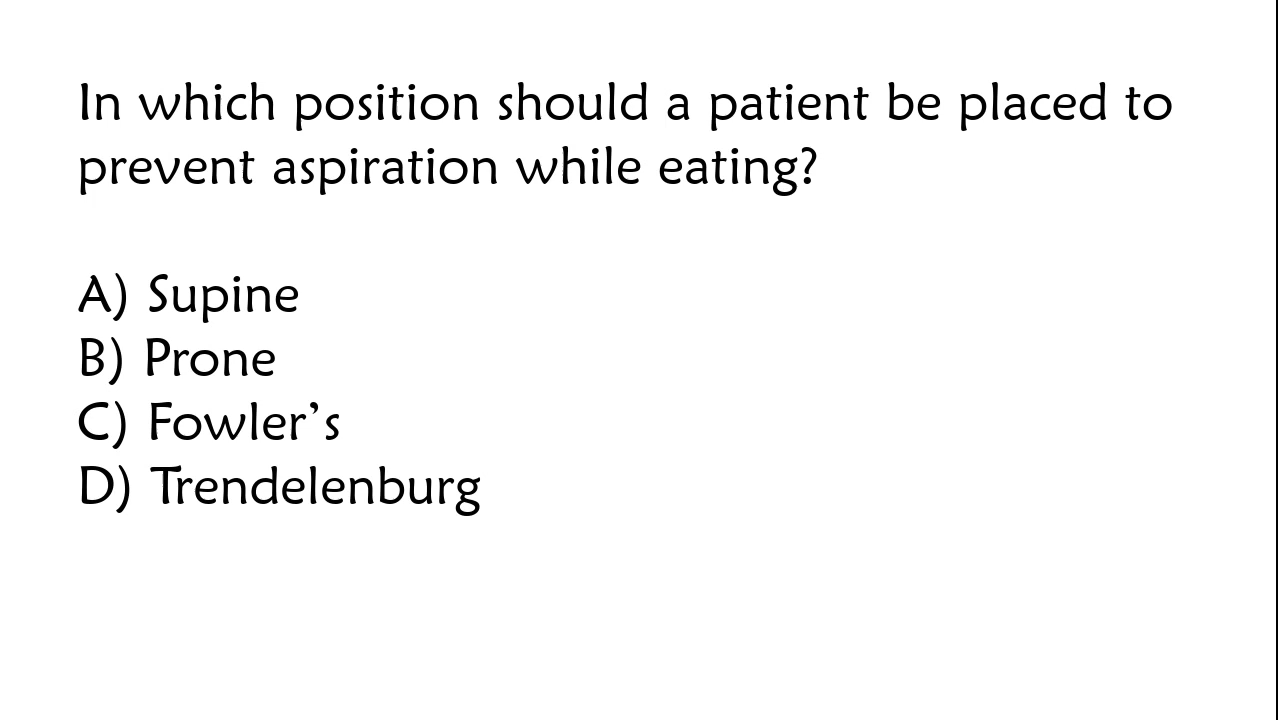 In which position should a patient be placed to
prevent aspiration while eating?
A) Supine
B) Prone
C) Fowler’s
D) Trendelenburg